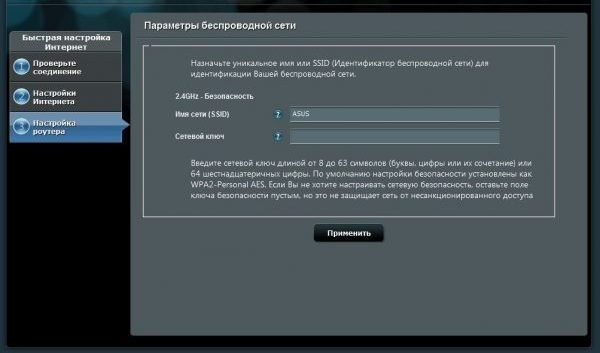 Параметры беспроводной сети
Быстрая настройка
Интернет
1 Проверьте
соединение
2 Настройки
Интернета
3 Настройка
роутера
Назначьте уникальное имя или SSID (Идентификатор беспроводной сети) для
идентификации Вашей беспроводной сети.
2.4GHz - Безопасность
Имя сети (SSID) ? ASUS
Сетевой ключ ?
Введите сетевой ключ длиной от 8 до 63 символов (буквы, цифры или их сочетание) или
64 шестнадцатеричных цифры. По умолчанию настройки безопасности установлены как
WPA2-Personal AES. Если Вы не хотите настраивать сетевую безопасность, оставьте поле
ключа безопасности пустым, но это не защищает сеть от несанкционированного доступа
Применить